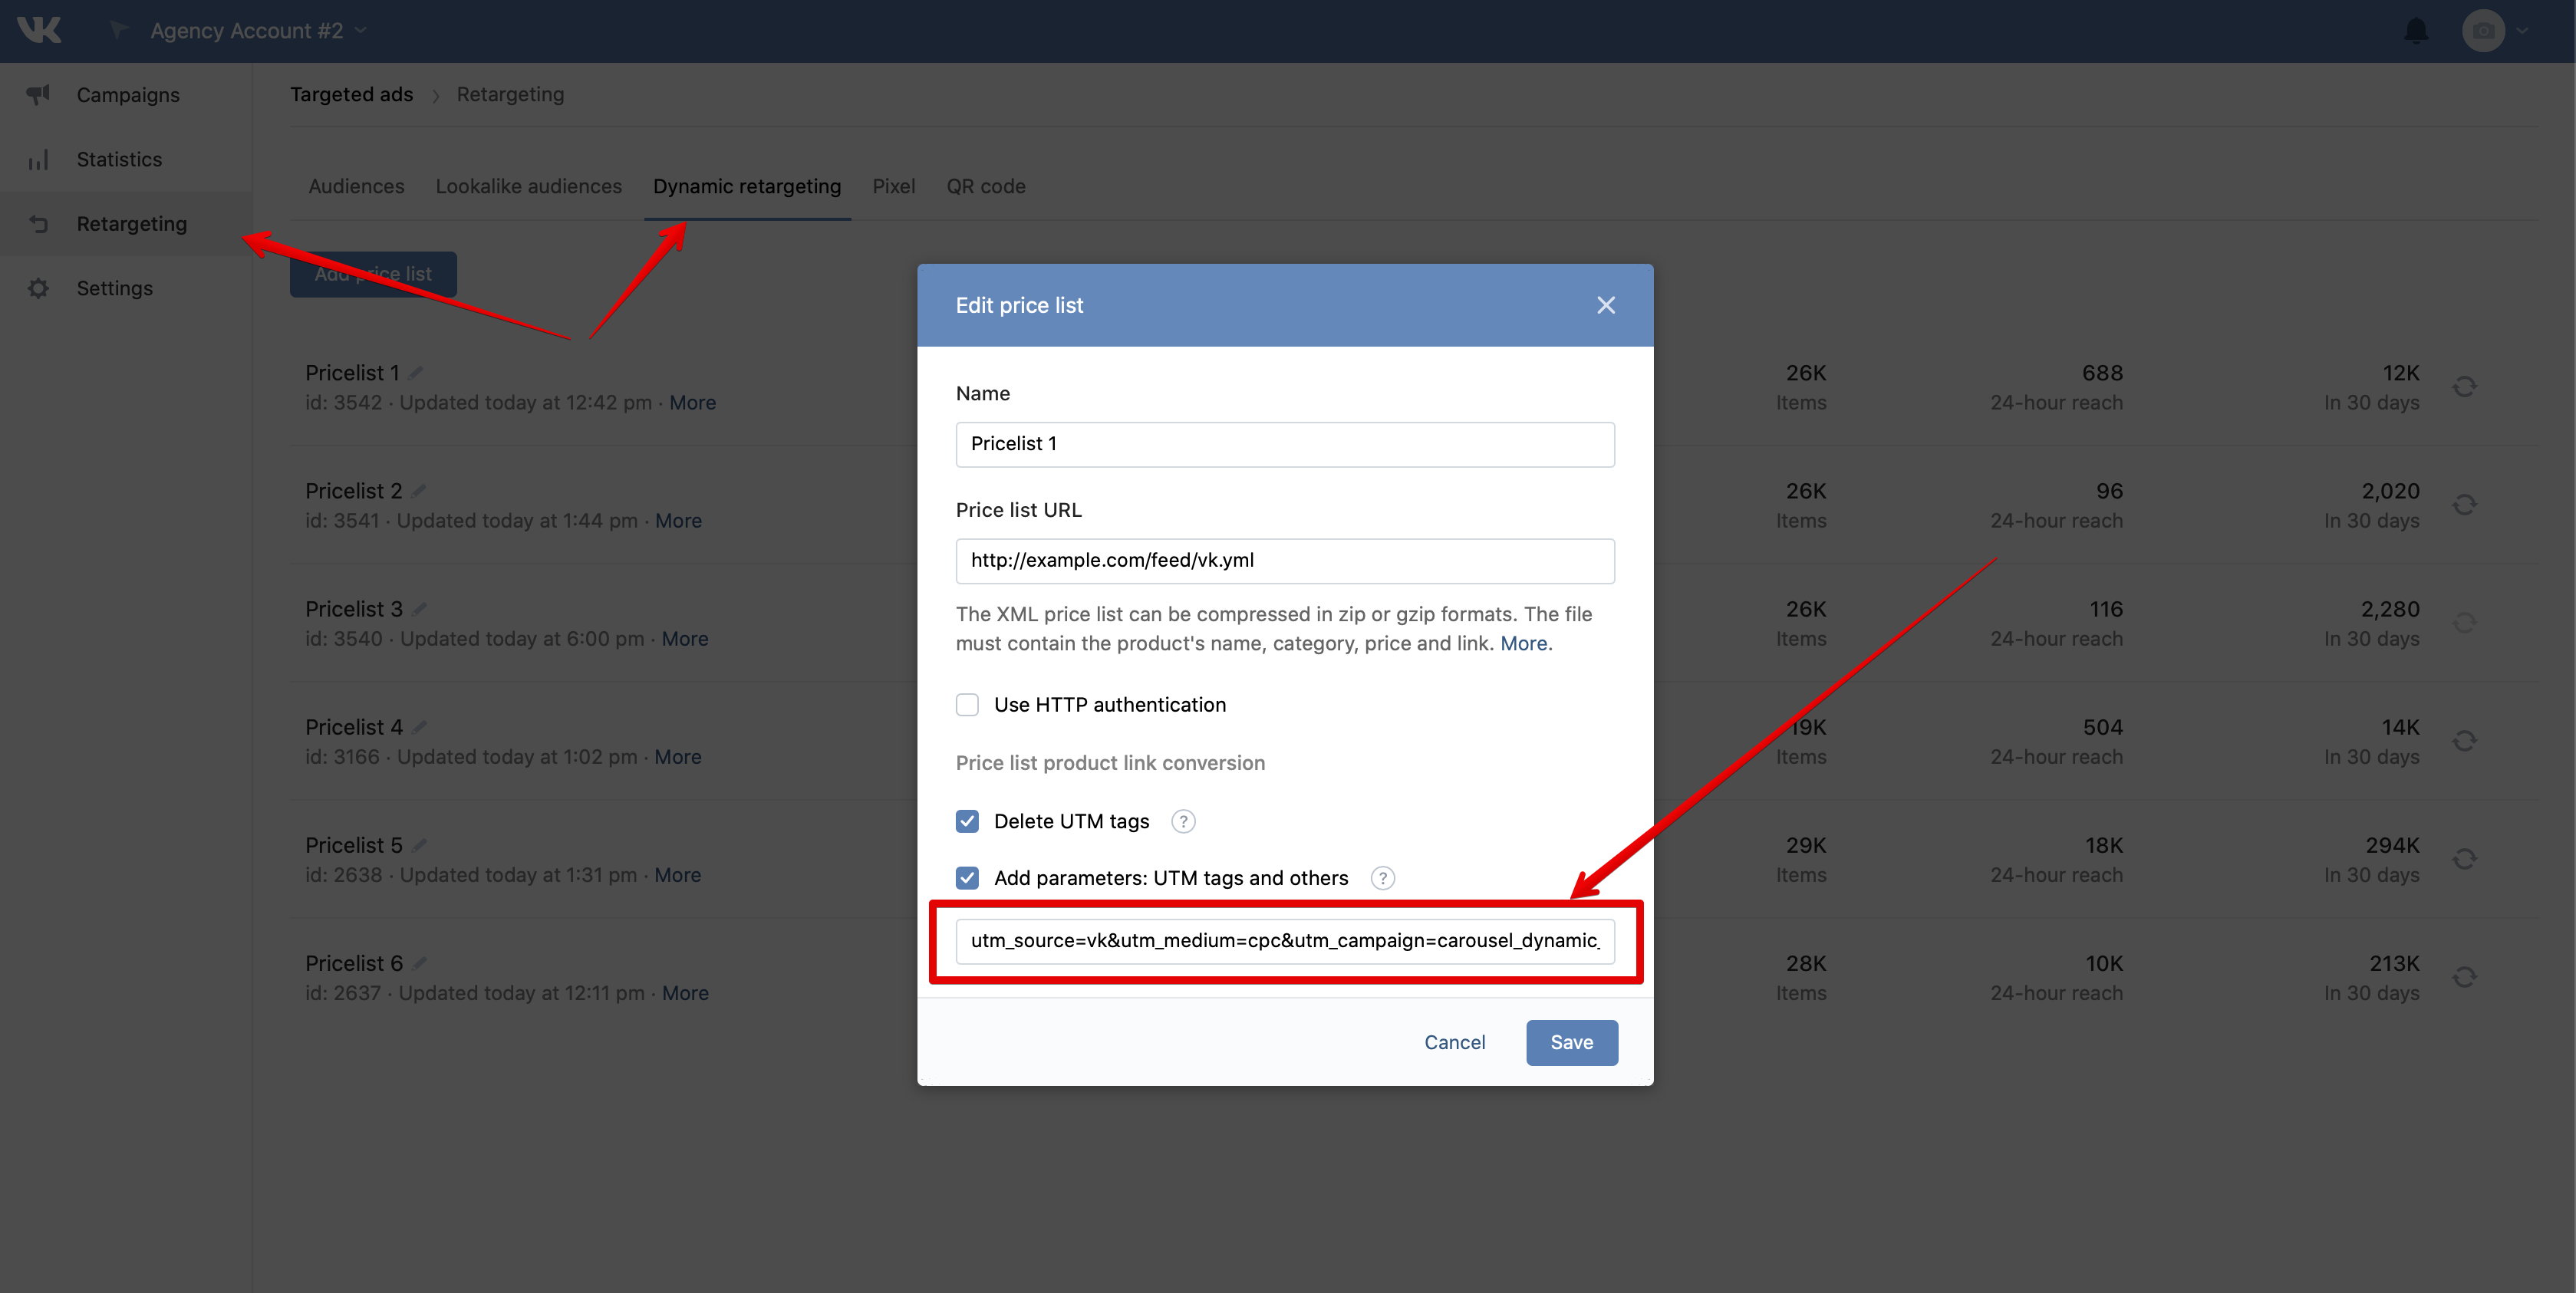 Agency Account #2
Campaigns
Statistics
Retargeting
Settings
Targeted ads > Retargeting
Audiences Lookalike audiences Dynamic retargeting Pixel QR code
Add price list
Pricelist 1
id: 3542 · Updated today at 12:42 pm · More
26K
Items
688
24-hour reach
12K
In 30 days
Pricelist 2
id: 3541 · Updated today at 1:44 pm · More
26K
Items
96
24-hour reach
2,020
In 30 days
Pricelist 3
id: 3540 · Updated today at 6:00 pm · More
26K
Items
116
24-hour reach
2,280
In 30 days
Pricelist 4
id: 3166 · Updated today at 1:02 pm · More
19K
Items
504
24-hour reach
14K
In 30 days
Pricelist 5
id: 2638 · Updated today at 1:31 pm · More
29K
Items
18K
24-hour reach
294K
In 30 days
Pricelist 6
id: 2637 · Updated today at 12:11 pm · More
28K
Items
10K
24-hour reach
213K
In 30 days
Edit price list
Name
Pricelist 1
Price list URL
http://example.com/feed/vk.yml
The XML price list can be compressed in zip or gzip formats. The file
must contain the product's name, category, price and link. More.
Use HTTP authentication
Price list product link conversion
Delete UTM tags ?
Add parameters: UTM tags and others ?
utm_source=vk&utm_medium=cpc&utm_campaign=carousel_dynamic_
Cancel Save